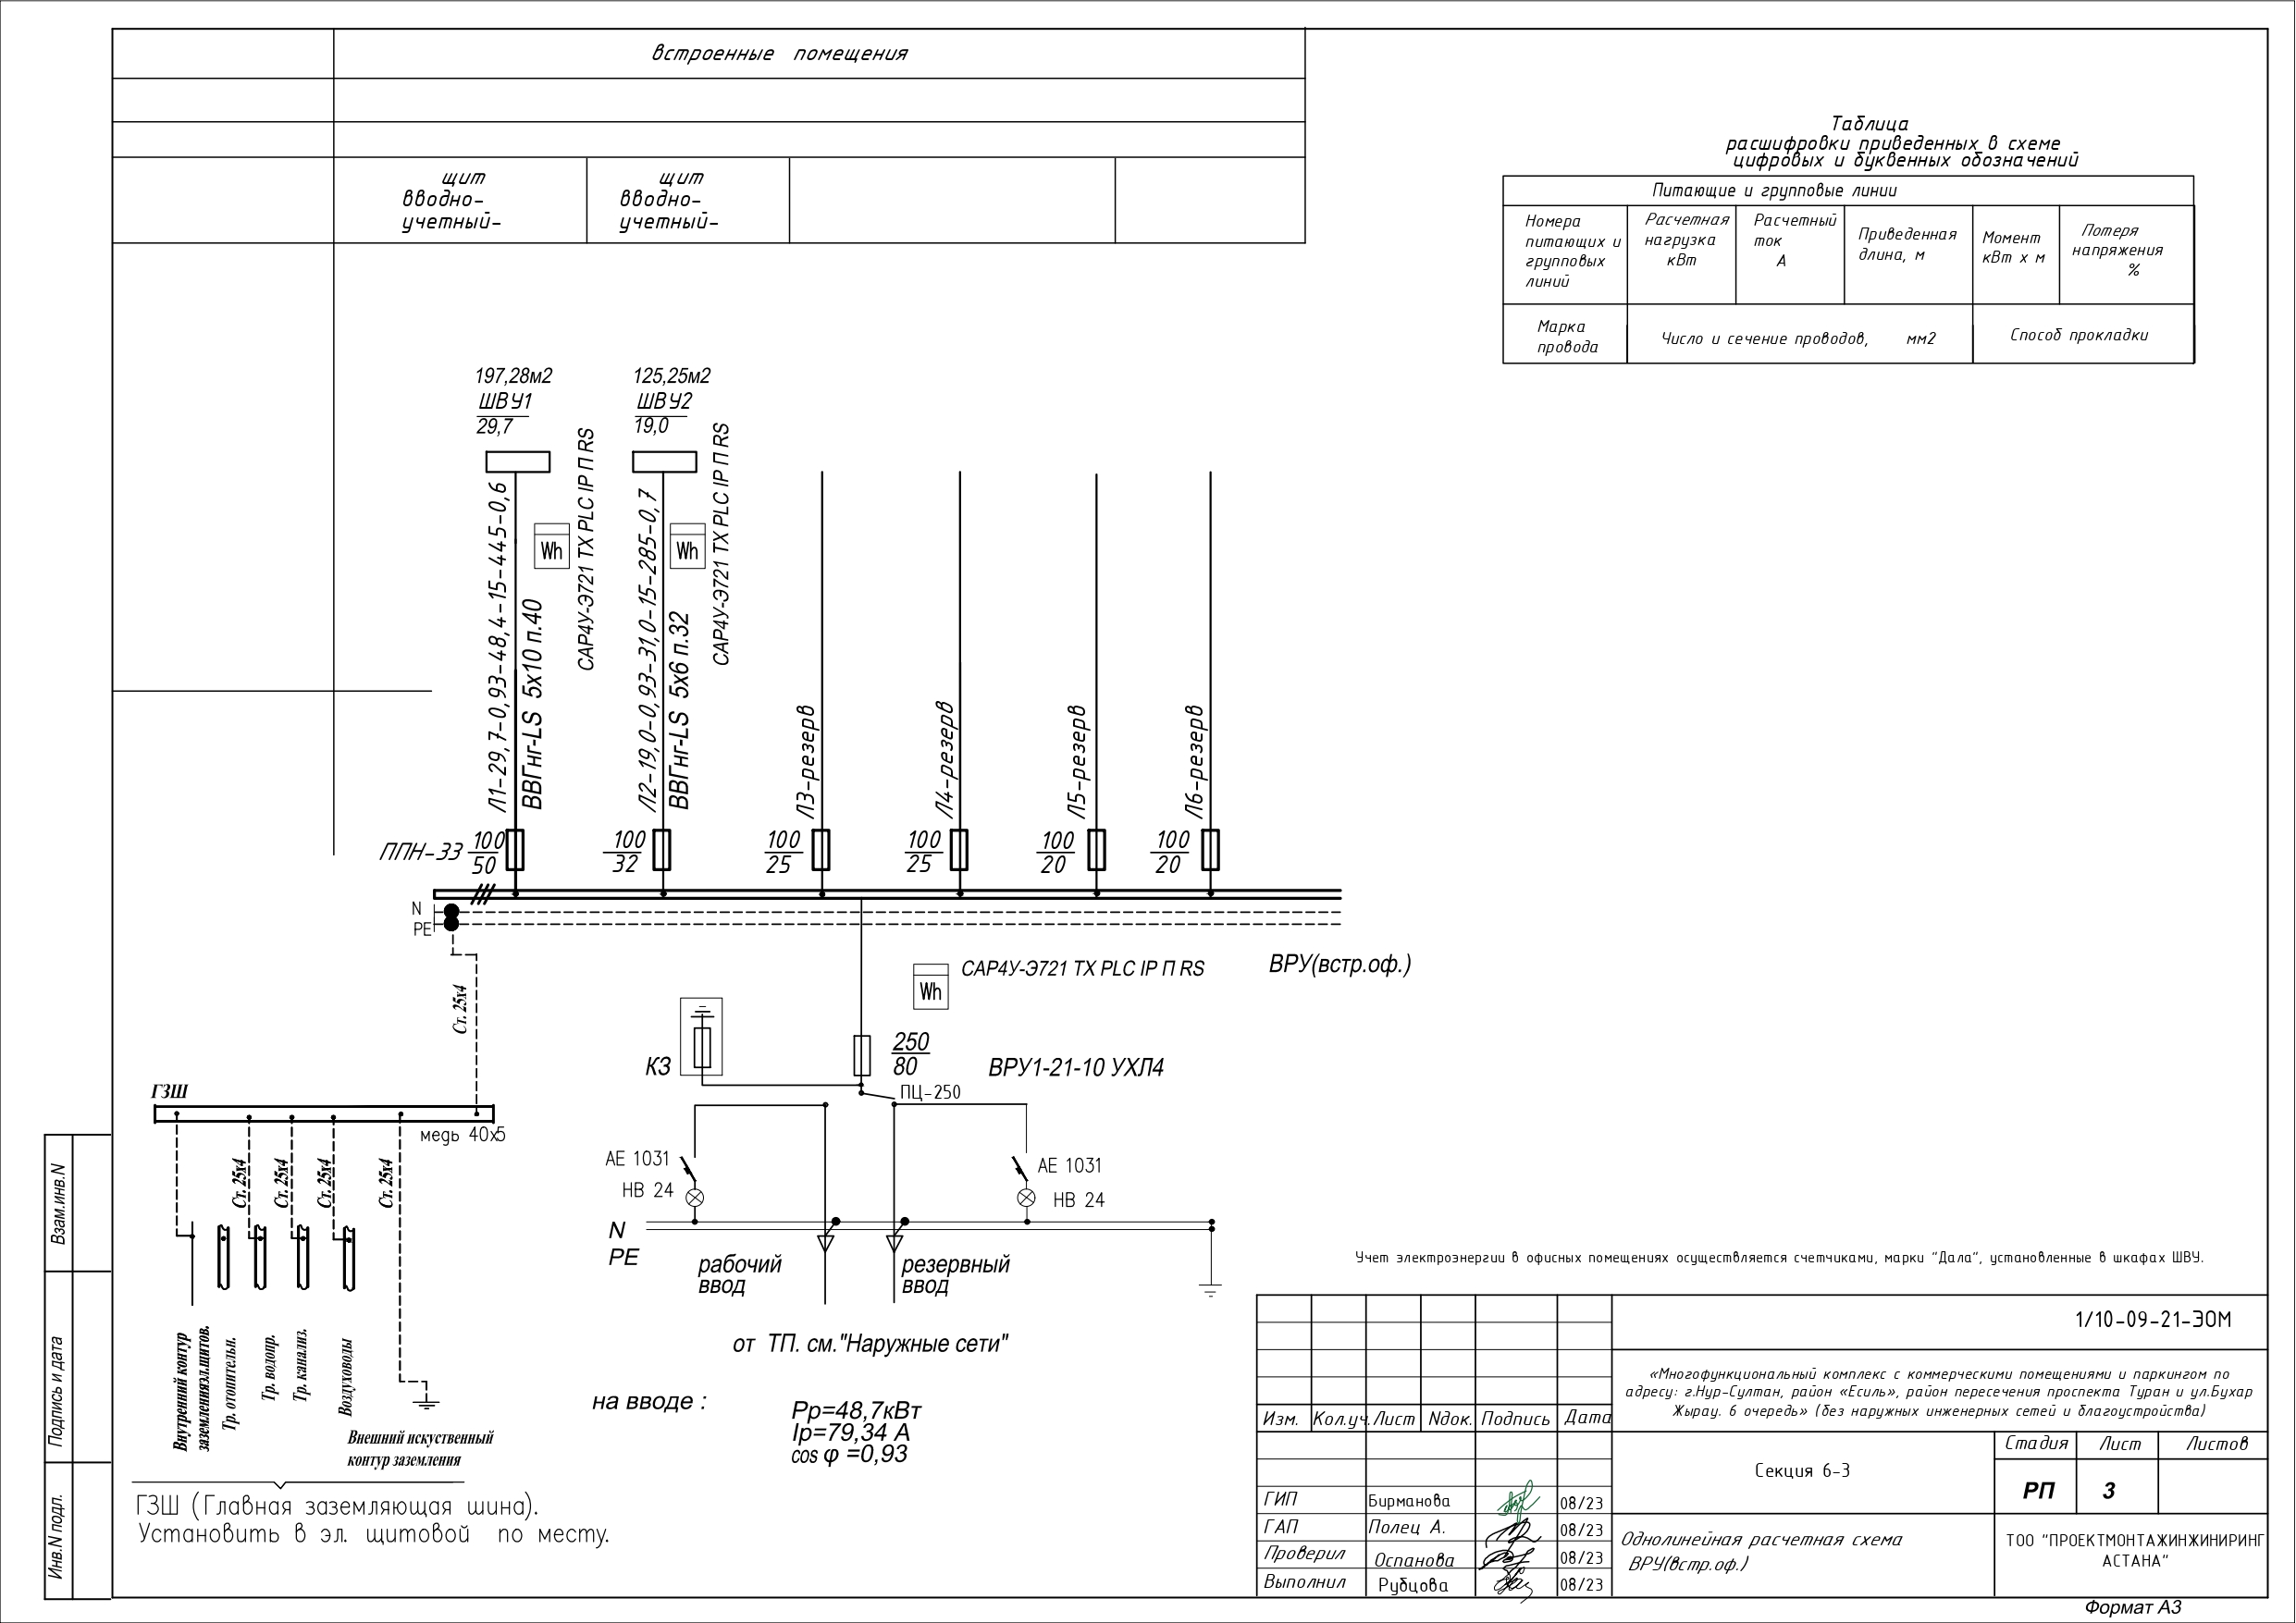 встроенные помещения
щит
вводно-
учетный-
щит
вводно-
учетный-
Таблица
расшифровки приведенных в схеме
цифровых и буквенных обозначений
Питающие и групповые линии
Номера
питающих и
групповых
линий
Расчетная
нагрузка
кВт
Расчетный
ток
А
Приведенная
длина, м
Момент
кВт х м
Потеря
напряжения
%
Марка
провода
Число и сечение проводов, мм2
Способ прокладки
197,28м2
ШВУ1
29,7
125,25м2
ШВУ2
19,0
Л1-29,7-0,93-48,4-15-445-0,6
ВВГнг-LS 5х10 п.40
Wh
САР4У-Э721 ТХ PLC IP П RS
Л2-19,0-0,93-31,0-15-285-0,7
ВВГнг-LS 5х6 п.32
Wh
САР4У-Э721 ТХ PLC IP П RS
Л3-резерв
Л4-резерв
Л5-резерв
Л6-резерв
ППН-33
100
50
100
32
100
25
100
25
100
20
100
20
N
PE
Ст. 25х4
Wh
САР4У-Э721 ТХ PLC IP П RS
ВРУ(встр.оф.)
КЗ
250
80
ВРУ1-21-10 УХЛ4
ПЦ-250
ГЗШ
медь 40х5
Ст. 25х4
Ст. 25х4
Ст. 25х4
Ст. 25х4
АЕ 1031
НВ 24
АЕ 1031
НВ 24
N
PE
рабочий
ввод
резервный
ввод
от ТП. см."Наружные сети"
на вводе :
Рр=48,7кВт
Iр=79,34 А
cos φ =0,93
Внутренний контур
заземленияэл.щитов.
Тр. отопительн.
Тр. водопр.
Тр. канализ.
Воздуховоды
Внешний искуственный
контур заземления
ГЗШ (Главная заземляющая шина).
Установить в эл. щитовой по месту.
Взам.инв.N
Подпись и дата
Инв.N подл.
Учет электроэнергии в офисных помещениях осуществляется счетчиками, марки "Дала", установленные в шкафах ШВУ.
1/10-09-21-ЭОМ
«Многофункциональный комплекс с коммерческими помещениями и паркингом по
адресу: г.Нур-Султан, район «Есиль», район пересечения проспекта Туран и ул.Бухар
Жырау. 6 очередь» (без наружных инженерных сетей и благоустройства)
Изм. Кол.уч. Лист Nдок. Подпись Дата
Секция 6-3
Стадия Лист Листов
РП 3
ГИП Бирманова 08/23
ГАП Полец А. 08/23
Проверил Оспанова 08/23
Выполнил Рубцова 08/23
Однолинейная расчетная схема
ВРУ(встр.оф.)
ТОО "ПРОЕКТМОНТАЖИНЖИНИРИНГ
АСТАНА"
Формат А3